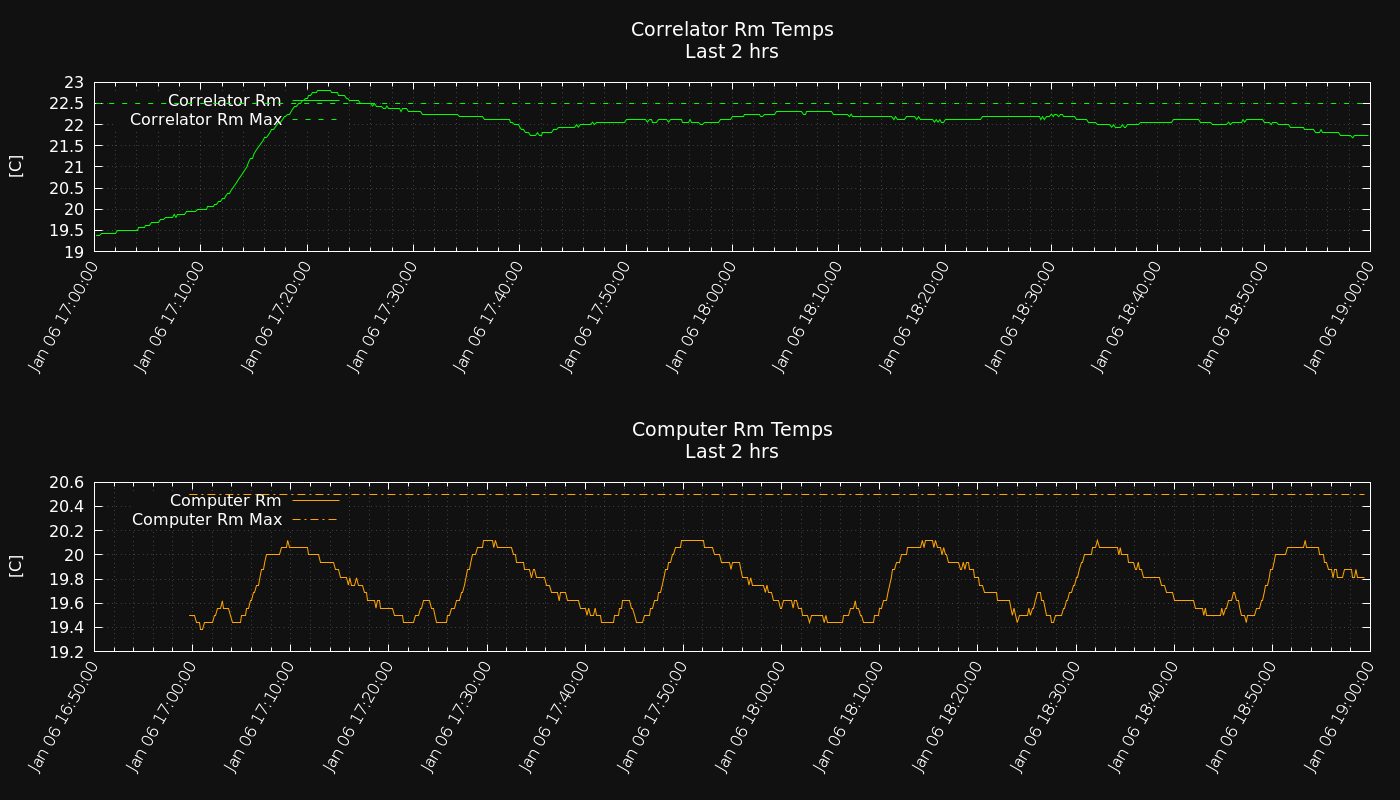 Correlator Rm Temps
Last 2 hrs
23
22.5
22
21.5
21
20.5
20
19.5
19
[C]
Correlator Rm
Correlator Rm Max
Jan 06 17:00:00
Jan 06 17:10:00
Jan 06 17:20:00
Jan 06 17:30:00
Jan 06 17:40:00
Jan 06 17:50:00
Jan 06 18:00:00
Jan 06 18:10:00
Jan 06 18:20:00
Jan 06 18:30:00
Jan 06 18:40:00
Jan 06 18:50:00
Jan 06 19:00:00
Computer Rm Temps
Last 2 hrs
20.6
20.4
20.2
20
19.8
19.6
19.4
19.2
[C]
Computer Rm
Computer Rm Max
Jan 06 16:50:00
Jan 06 17:00:00
Jan 06 17:10:00
Jan 06 17:20:00
Jan 06 17:30:00
Jan 06 17:40:00
Jan 06 17:50:00
Jan 06 18:00:00
Jan 06 18:10:00
Jan 06 18:20:00
Jan 06 18:30:00
Jan 06 18:40:00
Jan 06 18:50:00
Jan 06 19:00:00